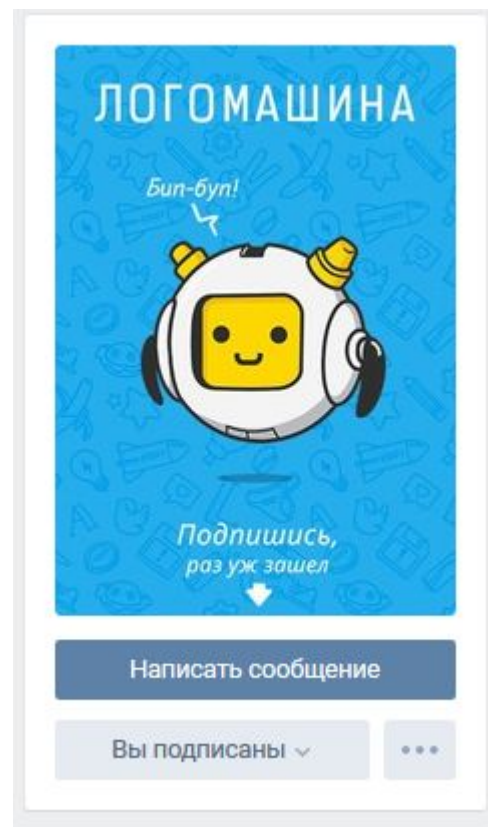 ЛОГОМАШИНА
Бип-буп!
Подпишись,
раз уж зашел
Написать сообщение
Вы подписаны